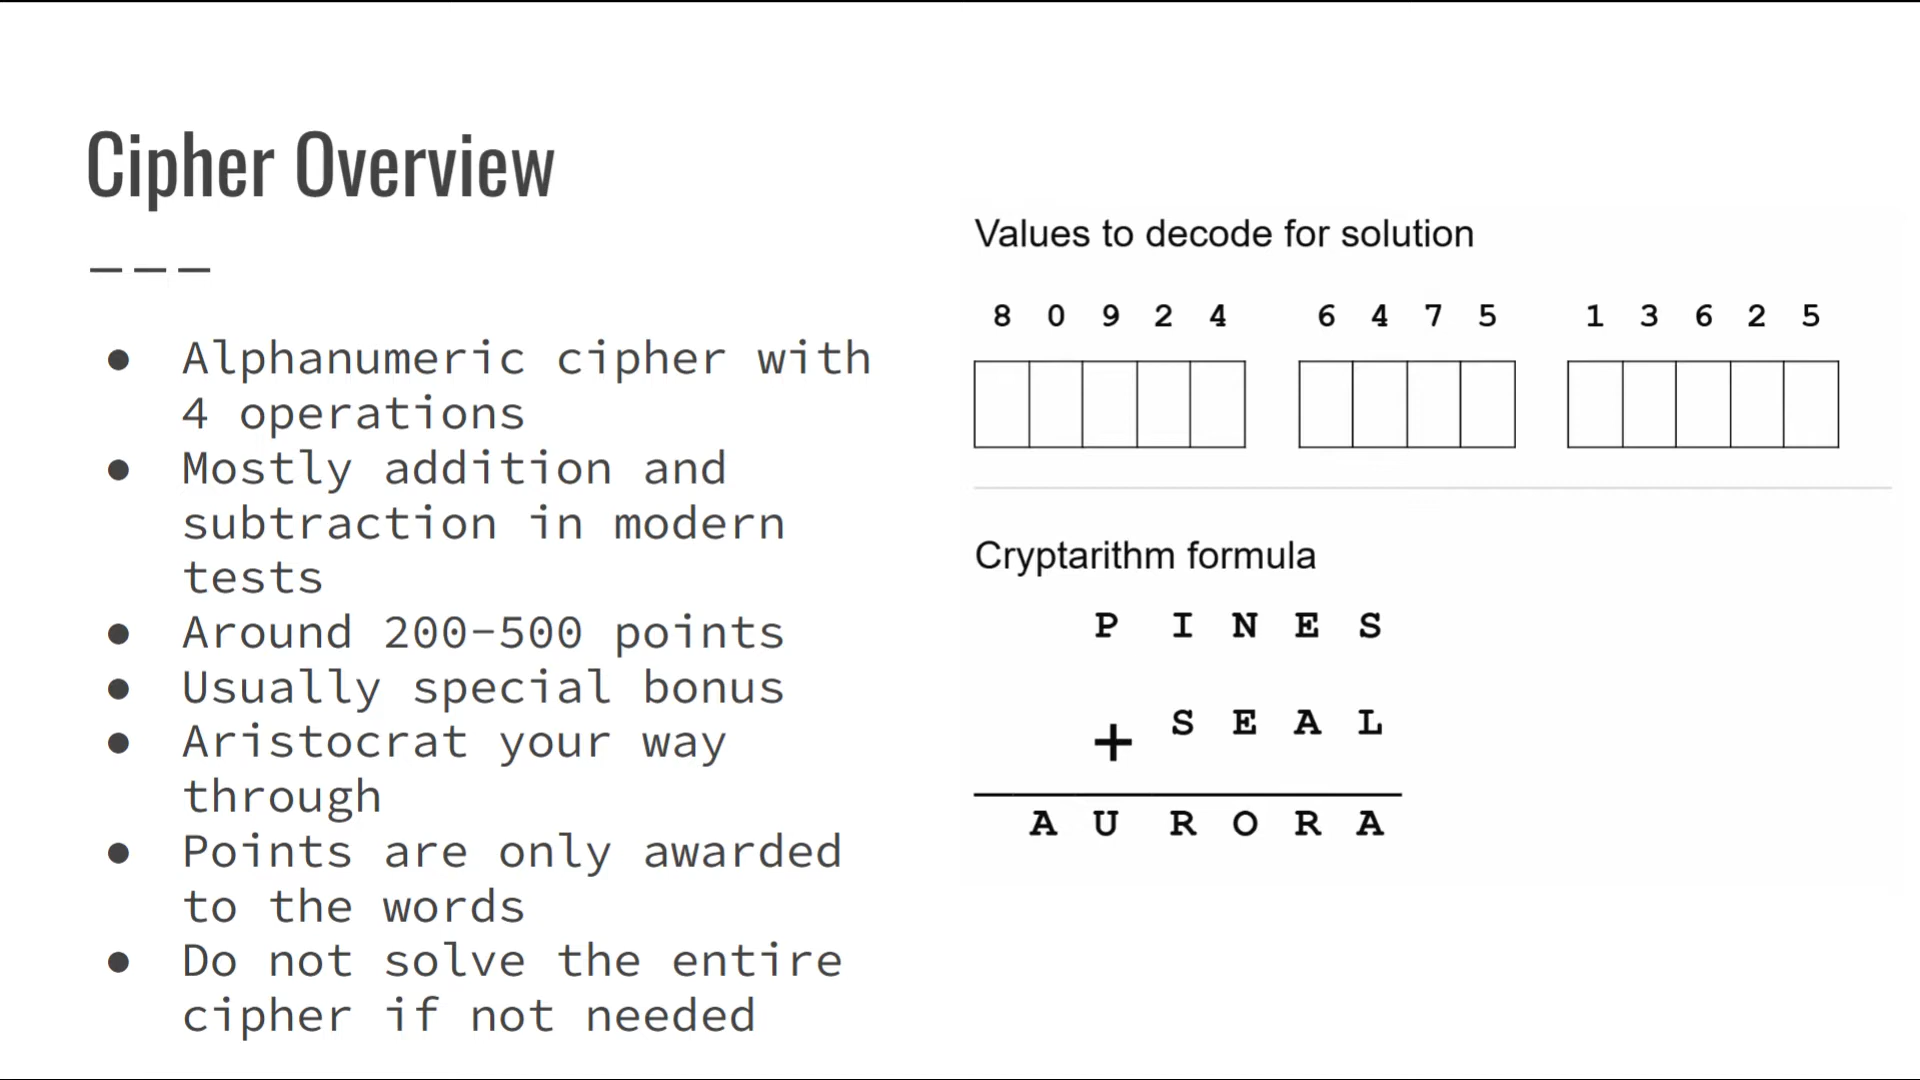 Cipher Overview
● Alphanumeric cipher with
4 operations
● Mostly addition and
subtraction in modern
tests
● Around 200-500 points
● Usually special bonus
● Aristocrat your way
through
● Points are only awarded
to the words
● Do not solve the entire
cipher if not needed
Values to decode for solution
8 0 9 2 4 6 4 7 5 1 3 6 2 5
Cryptarithm formula
P I N E S
+ S E A L
A U R O R A